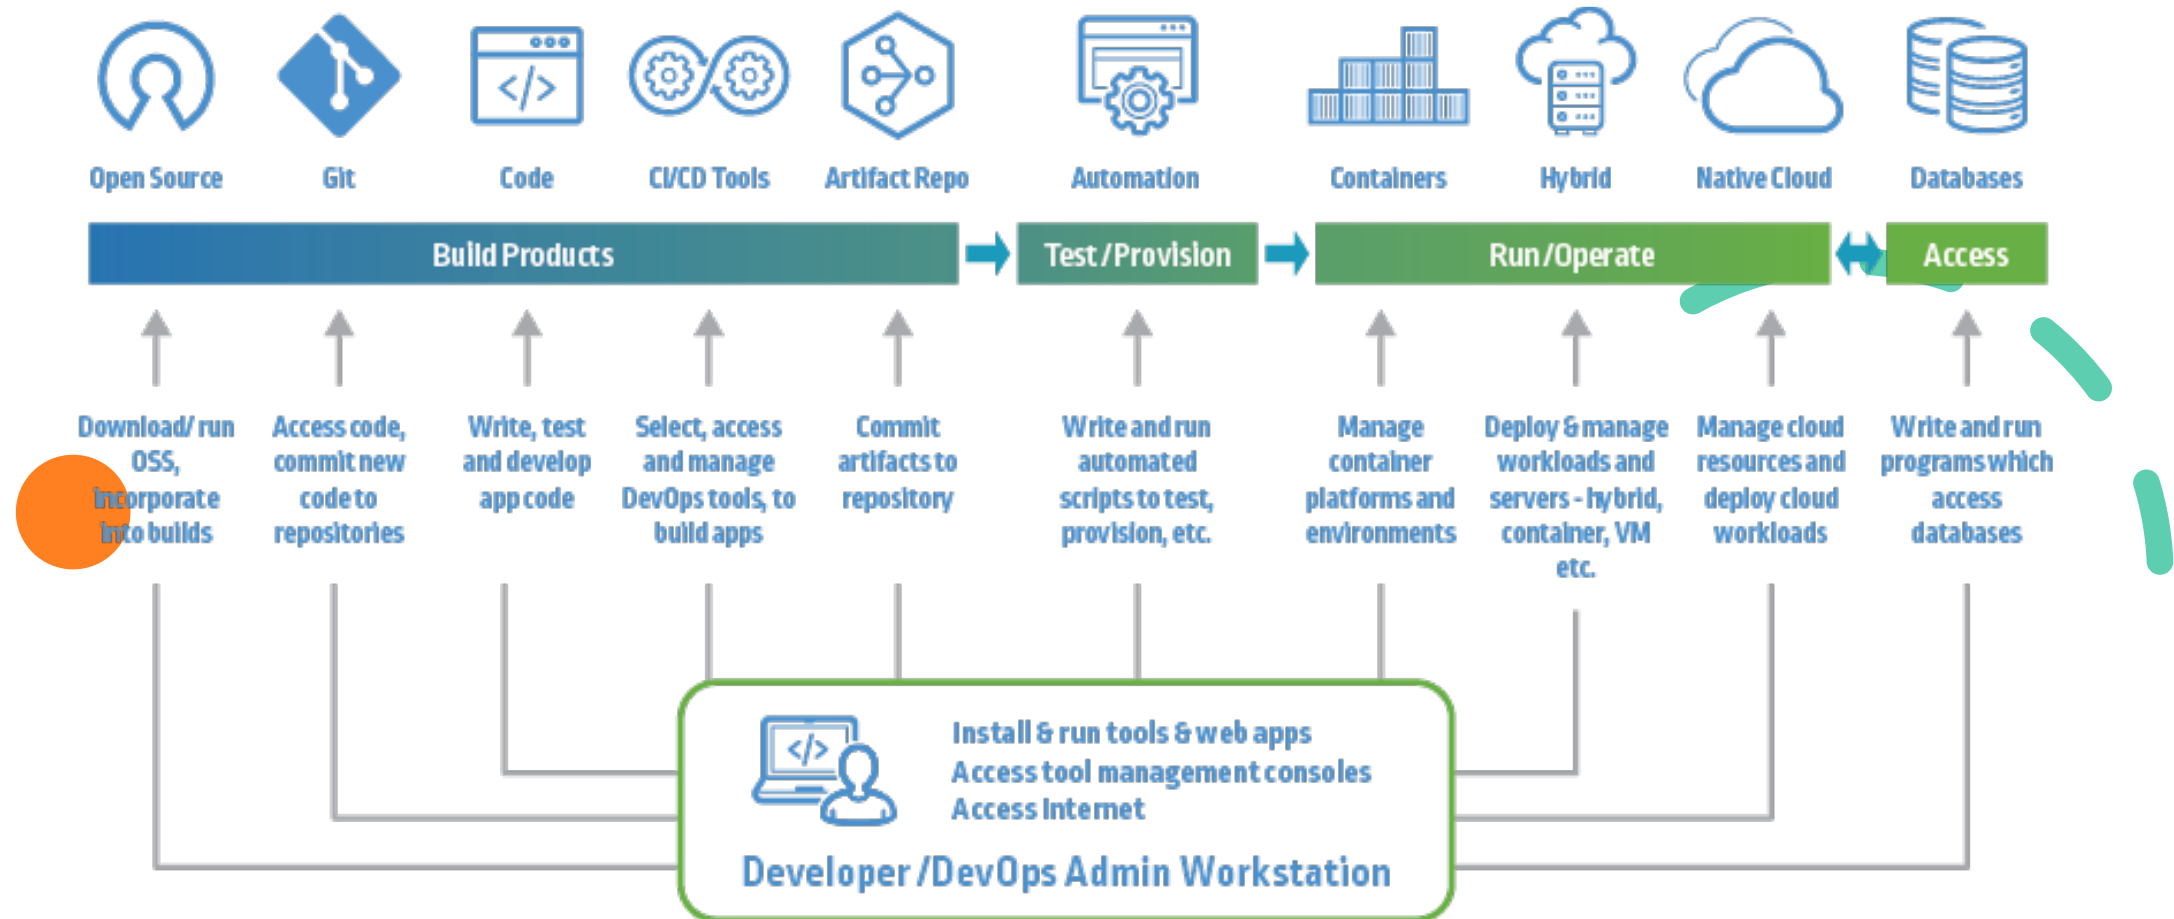 Open Source
Git
Code
CI/CD Tools
Artifact Repo
Automation
Containers
Hybrid
Native Cloud
Databases
Build Products
Test/Provision
Run/Operate
Access
Download/ run
OSS,
incorporate
into builds
Access code,
commit new
code to
repositories
Write, test
and develop
app code
Select, access
and manage
DevOps tools, to
build apps
Commit
artifacts to
repository
Write and run
automated
scripts to test,
provision, etc.
Manage
container
platforms and
environments
Deploy & manage
workloads and
servers - hybrid,
container, VM
etc.
Manage cloud
resources and
deploy cloud
workloads
Write and run
programs which
access
databases
</>
</>
Install & run tools & web apps
Access tool management consoles
Access Internet
Developer/DevOps Admin Workstation